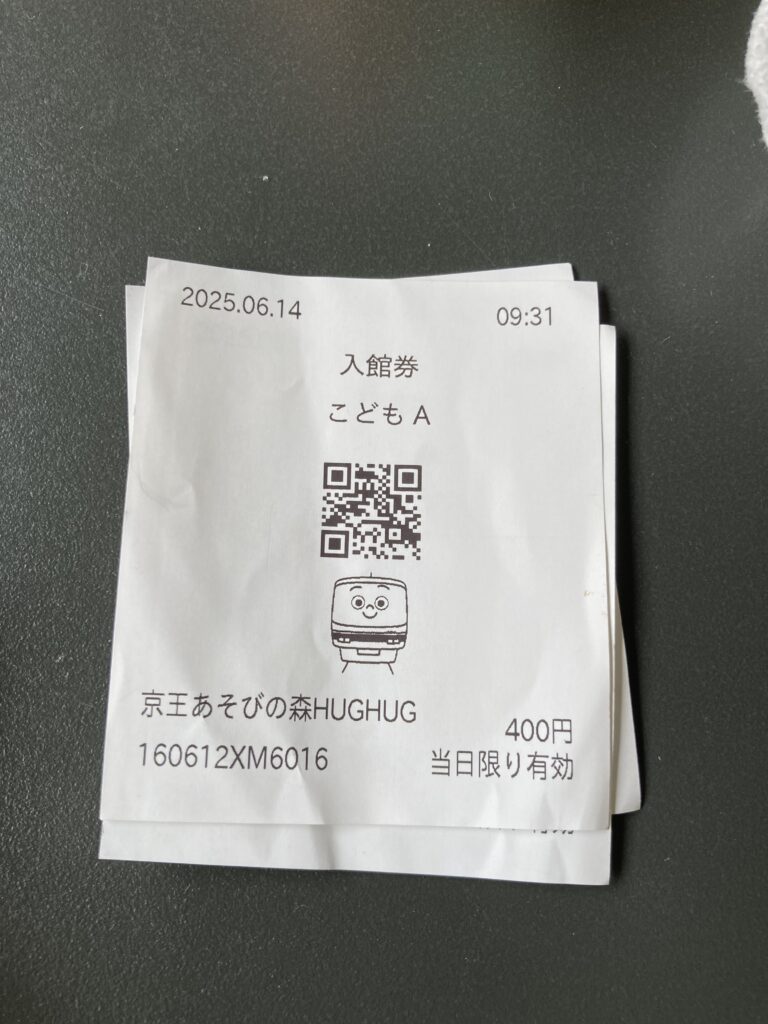 2025.06.14 09:31
入館券
こども A
京王あそびの森HUGHUG
400円
160612XM6016
当日限り有効